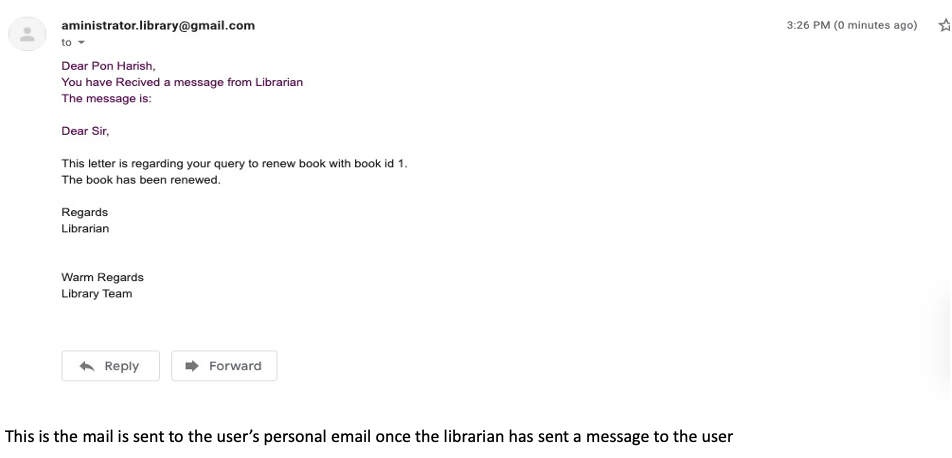 aministrator.library@gmail.com
3:26 PM (0 minutes ago)
to
Dear Pon Harish,
You have Recived a message from Librarian
The message is:
Dear Sir,
This letter is regarding your query to renew book with book id 1.
The book has been renewed.
Regards
Librarian
Warm Regards
Library Team
Reply
Forward
This is the mail is sent to the user’s personal email once the librarian has sent a message to the user